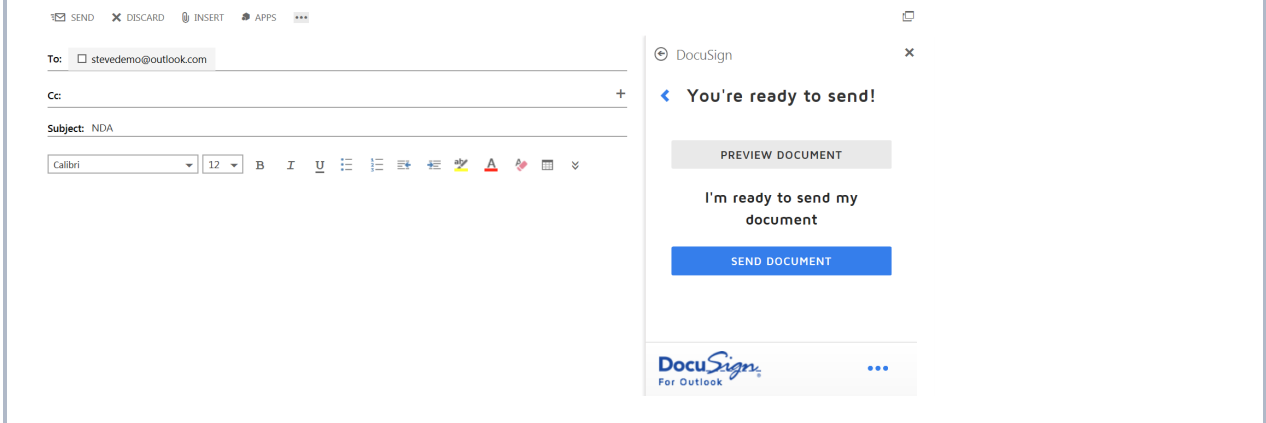 SEND DISCARD INSERT APPS
To: stevedemo@outlook.com
Cc:
Subject: NDA
Calibri 12 B I U aby A
DocuSign
You're ready to send!
PREVIEW DOCUMENT
I'm ready to send my
document
SEND DOCUMENT
DocuSign®
For Outlook